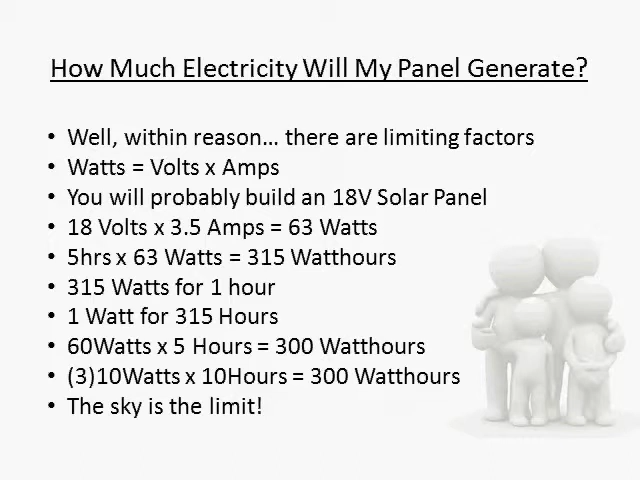 How Much Electricity Will My Panel Generate?
• Well, within reason... there are limiting factors
• Watts = Volts x Amps
• You will probably build an 18V Solar Panel
• 18 Volts x 3.5 Amps = 63 Watts
• 5hrs x 63 Watts = 315 Watthours
• 315 Watts for 1 hour
• 1 Watt for 315 Hours
• 60Watts x 5 Hours = 300 Watthours
• (3)10Watts x 10Hours = 300 Watthours
• The sky is the limit!